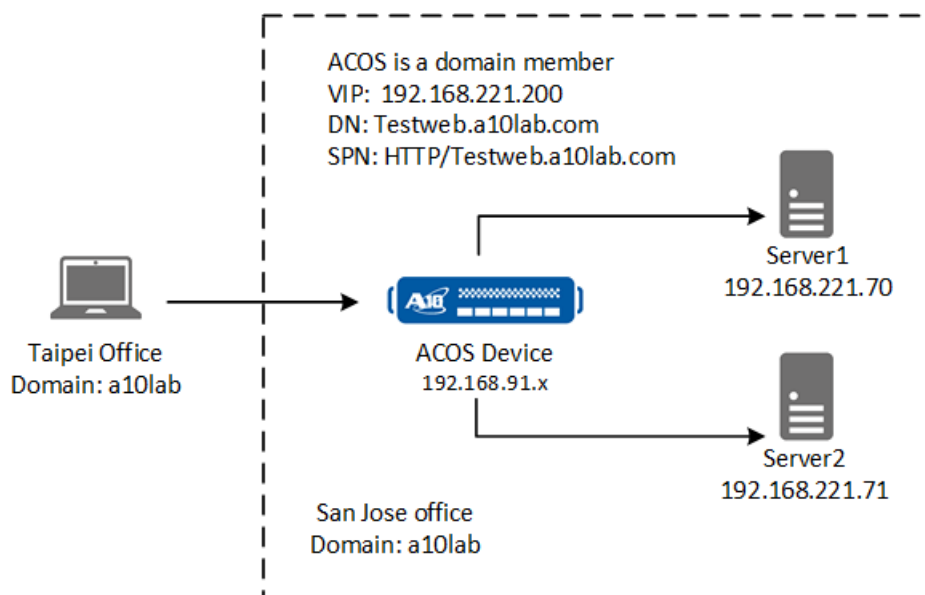 ACOS is a domain member
VIP: 192.168.221.200
DN: Testweb.a10lab.com
SPN: HTTP/Testweb.a10lab.com
Server1
192.168.221.70
A10
Taipei Office
Domain: a10lab
ACOS Device
192.168.91.x
Server2
192.168.221.71
San Jose office
Domain: a10lab